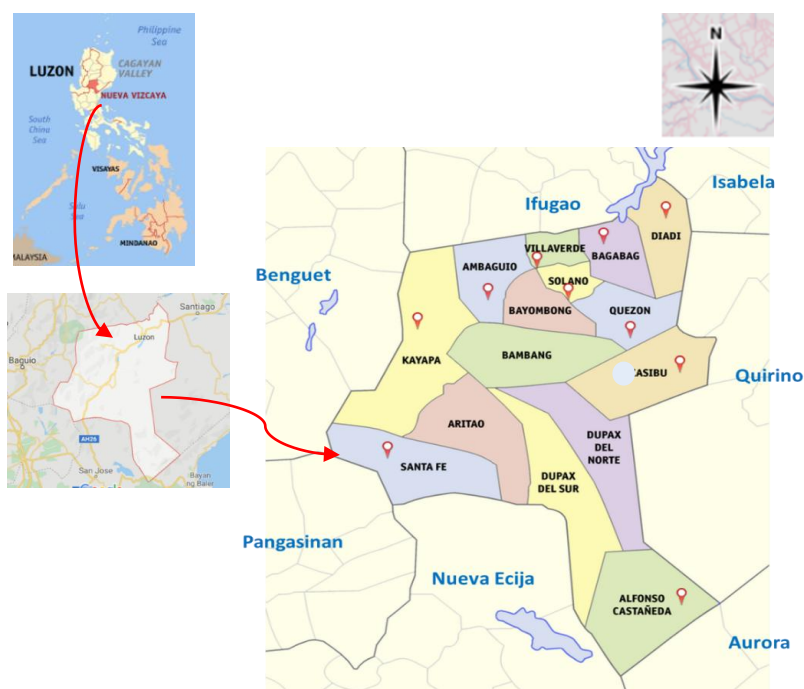 Philippine
Sea
LUZON
CAGAYAN
VALLEY
NUEVA VIZCAYA
South
China
Sea
VISAYAS
Sulu
Sea
MINDANAO
MALAYSIA
N
Santiago
Luzon
Baguio
AH26
San Jose
Bayan
ng Baler
Isabela
Ifugao
Benguet
Quirino
Pangasinan
Nueva Ecija
Aurora
DIADI
VILLAVERDE
BAGABAG
AMBAGUIO
SOLANO
BAYOMBONG
QUEZON
KAYAPA
BAMBANG
ASIBU
ARITAO
DUPAX
DEL
NORTE
SANTA FE
DUPAX
DEL SUR
ALFONSO
CASTAÑEDA